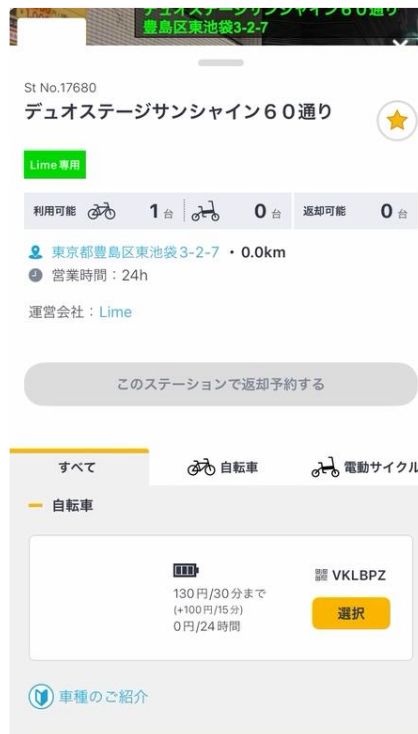 デュオステージサンシャイン60通り
豊島区東池袋3-2-7
St No.17680
デュオステージサンシャイン60通り
Lime専用
利用可能 1台 0台 返却可能 0台
東京都豊島区東池袋3-2-7・0.0km
営業時間:24h
運営会社:Lime
このステーションで返却予約する
すべて 自転車 電動サイクル
自転車
130円/30分まで
(+100円/15分)
0円/24時間
VKLBPZ
選択
車種のご紹介